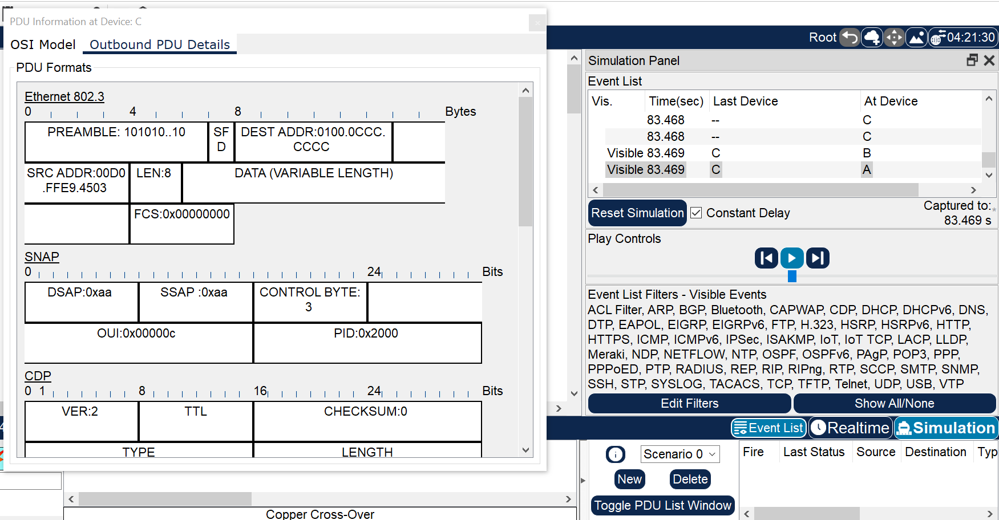 PDU Information at Device: C
OSI Model Outbound PDU Details
PDU Formats
Ethernet 802.3
0 4 8 Bytes
PREAMBLE: 101010..10
SF
D
DEST ADDR:0100.0CCC.
CCCC
SRC ADDR:00D0
.FFE9.4503
LEN:8
DATA (VARIABLE LENGTH)
FCS:0x00000000
SNAP
0 24 Bits
DSAP:0xaa
SSAP :0xaa
CONTROL BYTE:
3
OUI:0x00000c
PID:0x2000
CDP
0 1 8 16 24 Bits
VER:2
TTL
CHECKSUM:0
TYPE
LENGTH
Root 04:21:30
Simulation Panel
Event List
Vis. Time(sec) Last Device At Device
83.468 -- C
83.468 -- C
Visible 83.469 C B
Visible 83.469 C A
Reset Simulation Constant Delay
Captured to:*
83.469 s
Play Controls
Event List Filters - Visible Events
ACL Filter, ARP, BGP, Bluetooth, CAPWAP, CDP, DHCP, DHCPv6, DNS,
DTP, EAPOL, EIGRP, EIGRPv6, FTP, H.323, HSRP, HSRPv6, HTTP,
HTTPS, ICMP, ICMPv6, IPSec, ISAKMP, IoT, IoT TCP, LACP, LLDP,
Meraki, NDP, NETFLOW, NTP, OSPF, OSPFv6, PAgP, POP3, PPP,
PPPoED, PTP, RADIUS, REP, RIP, RIPng, RTP, SCCP, SMTP, SNMP,
SSH, STP, SYSLOG, TACACS, TCP, TFTP, Telnet, UDP, USB, VTP
Edit Filters Show All/None
Event List Realtime Simulation
Scenario 0
New Delete
Toggle PDU List Window
Fire Last Status Source Destination Typ
Copper Cross-Over